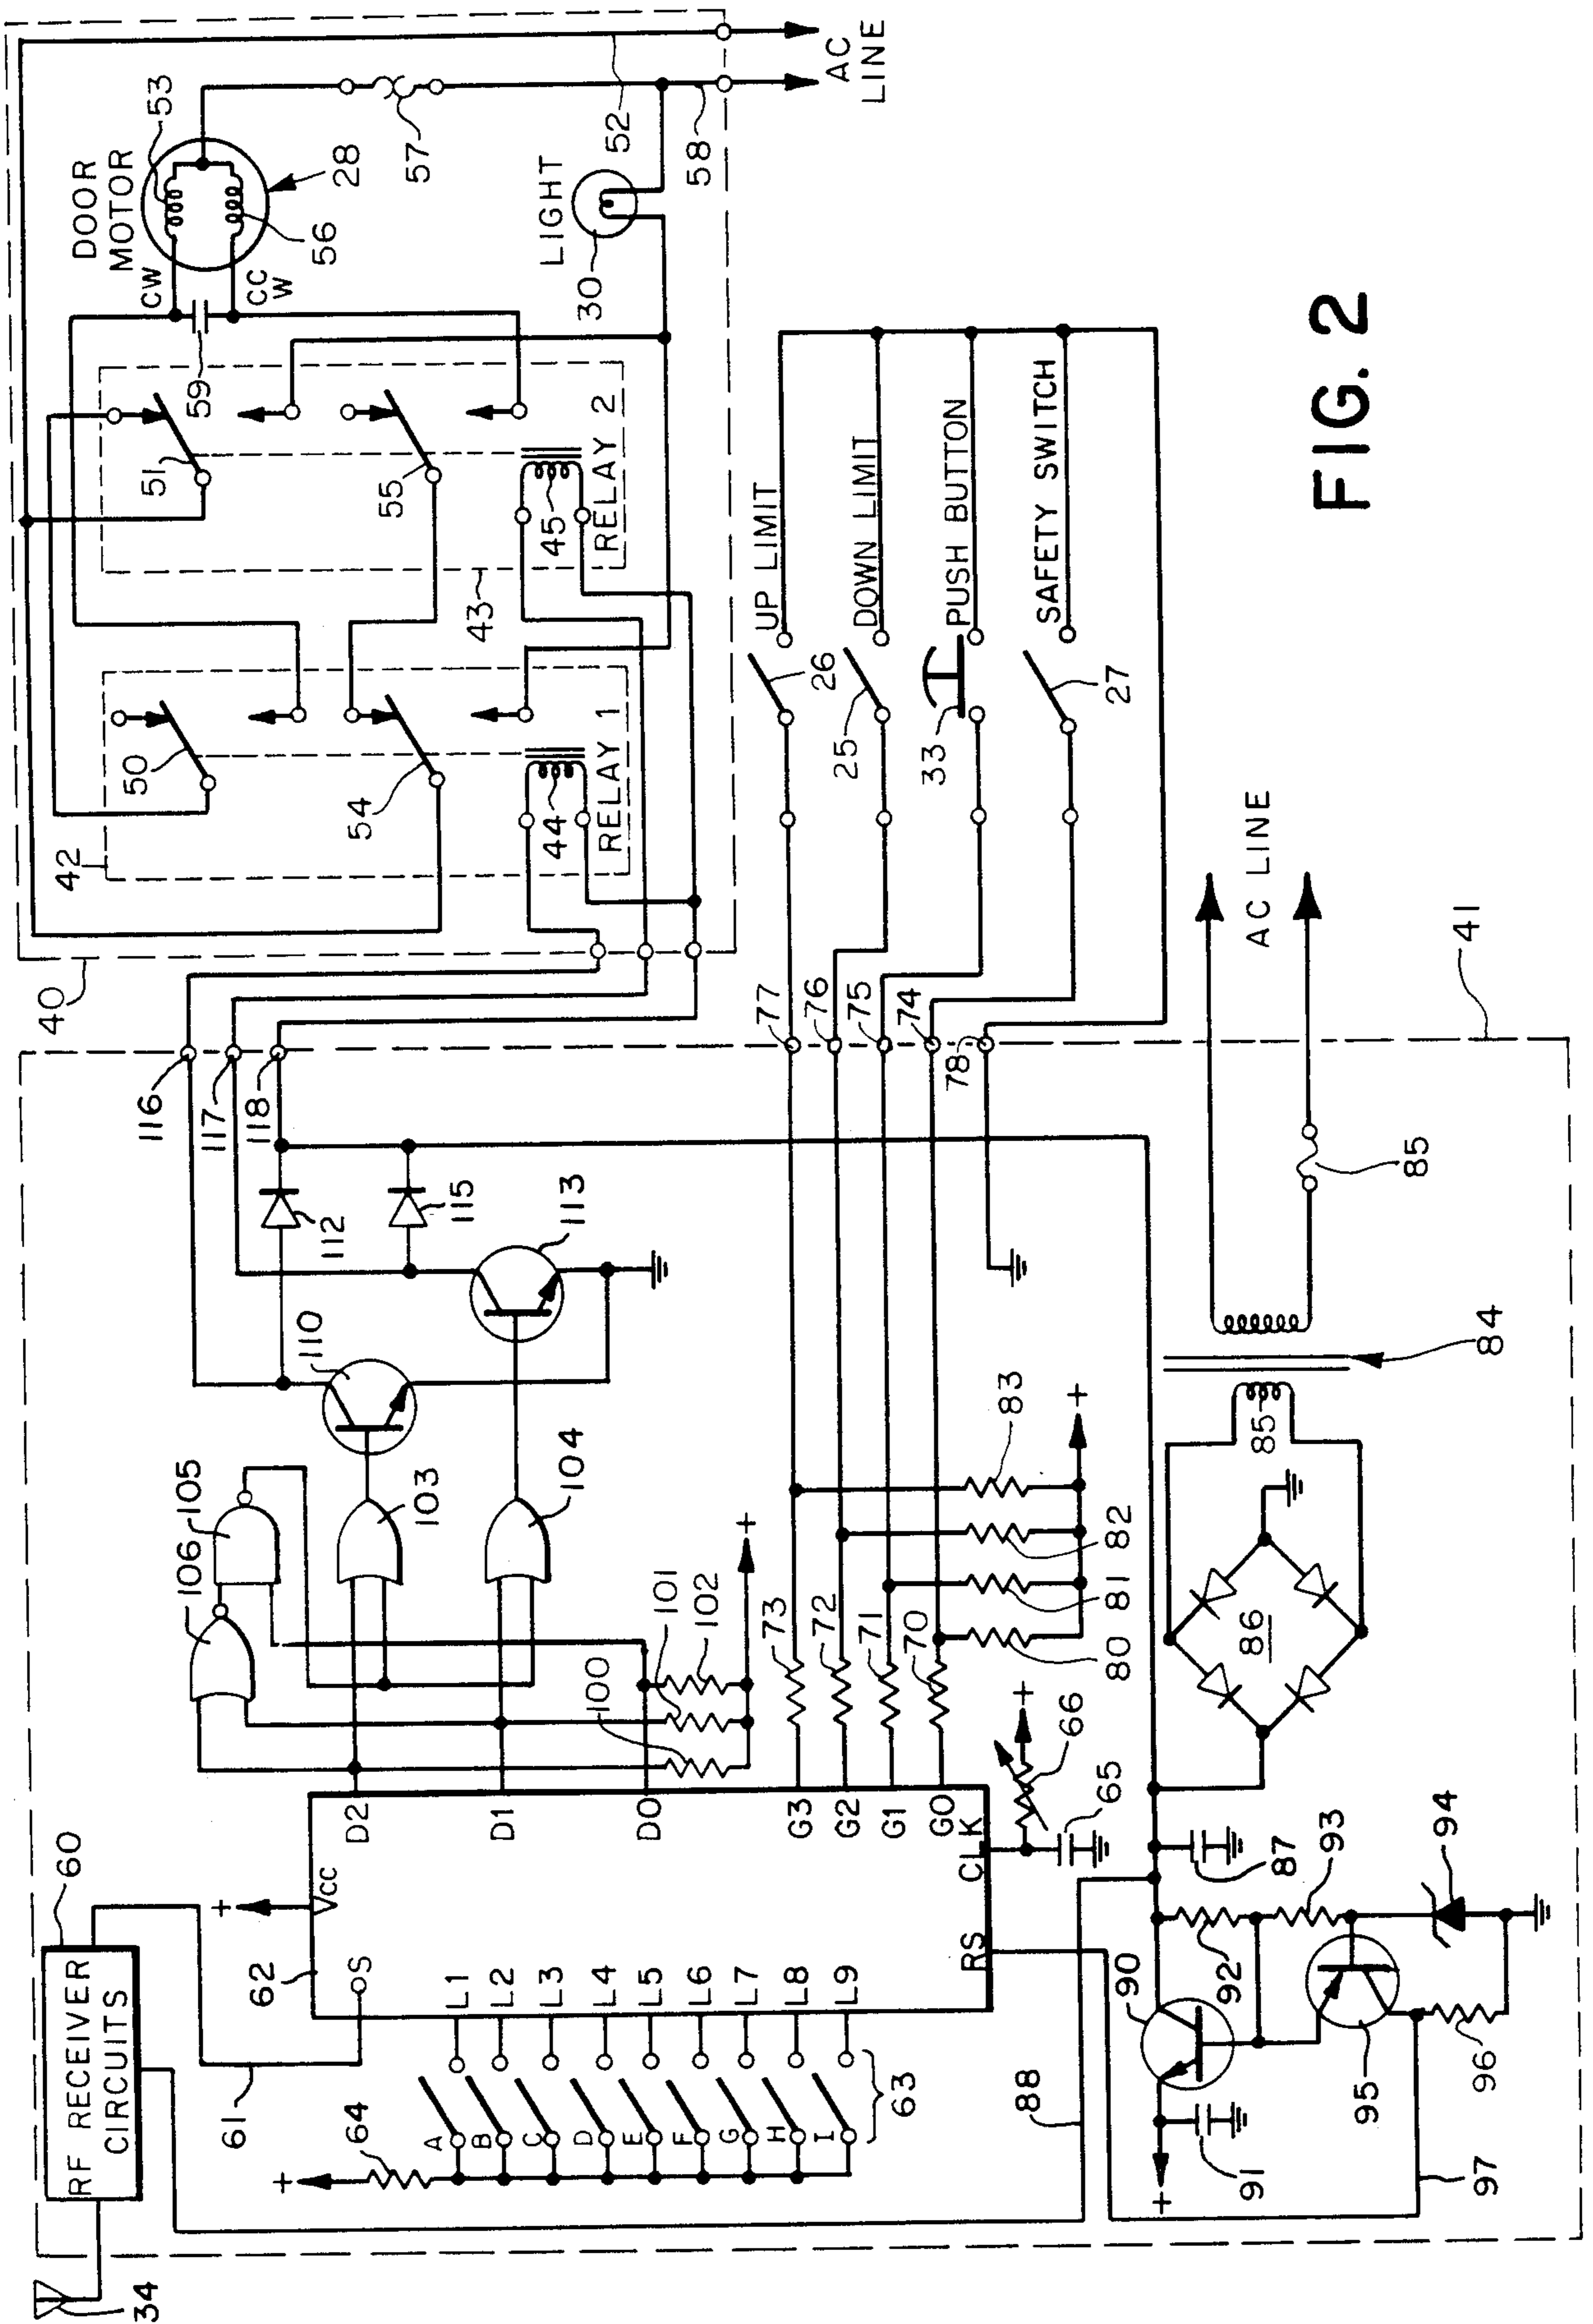 34
RF RECEIVER
CIRCUITS
60
61
62
Vcc
S
D2
D1
D0
G3
G2
G1
G0
CLK
RS
L1
L2
L3
L4
L5
L6
L7
L8
L9
A
B
C
D
E
F
G
H
I
63
64
+
+
106
105
103
104
110
112
115
113
100
101
102
+
116
117
118
73
72
71
70
80
81
82
83
+
66
+
65
77
76
75
74
78
88
87
90
91
+
92
93
94
95
96
97
86
85
84
85
AC LINE
41
40
42
50
54
44
RELAY 1
43
51
55
45
RELAY 2
59
CW
CC
W
DOOR
MOTOR
53
56
28
57
LIGHT
30
52
58
AC
LINE
26
UP LIMIT
25
DOWN LIMIT
33
PUSH BUTTON
27
SAFETY SWITCH
FIG. 2